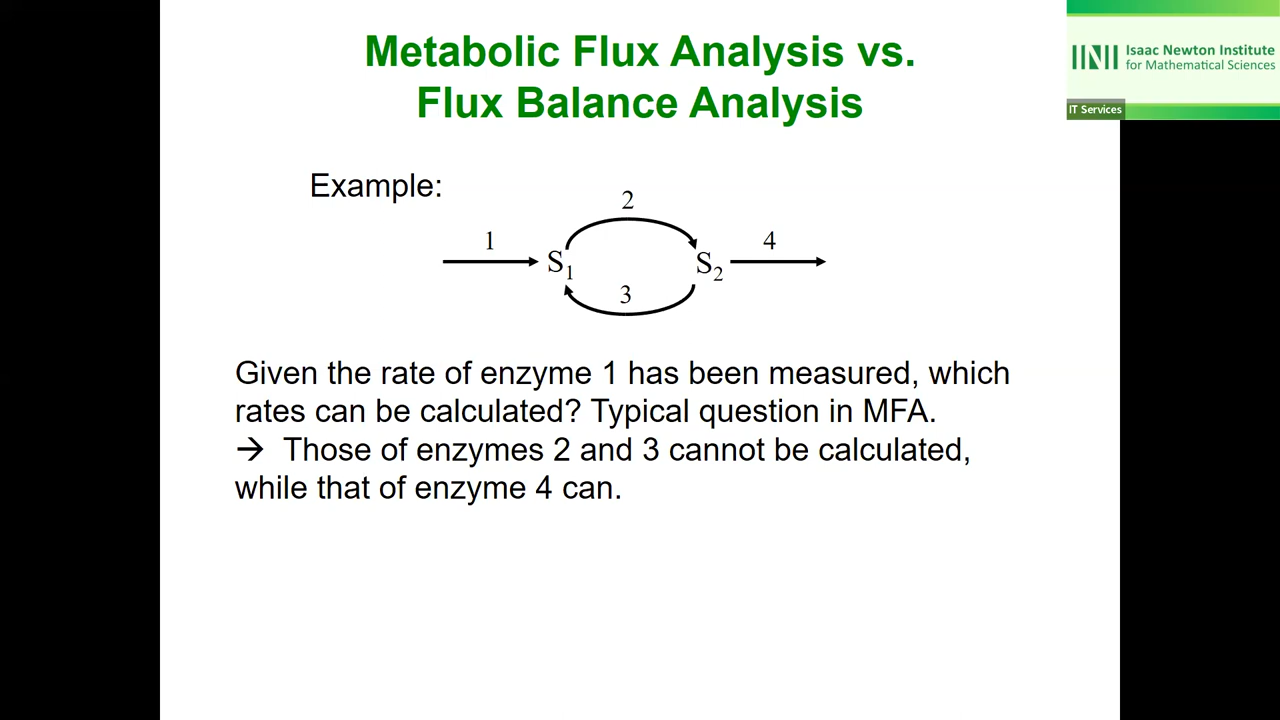 Metabolic Flux Analysis vs.
Flux Balance Analysis
Isaac Newton Institute
for Mathematical Sciences
IT Services
Example:
2
1
4
S1
S2
3
Given the rate of enzyme 1 has been measured, which
rates can be calculated? Typical question in MFA.
→ Those of enzymes 2 and 3 cannot be calculated,
while that of enzyme 4 can.